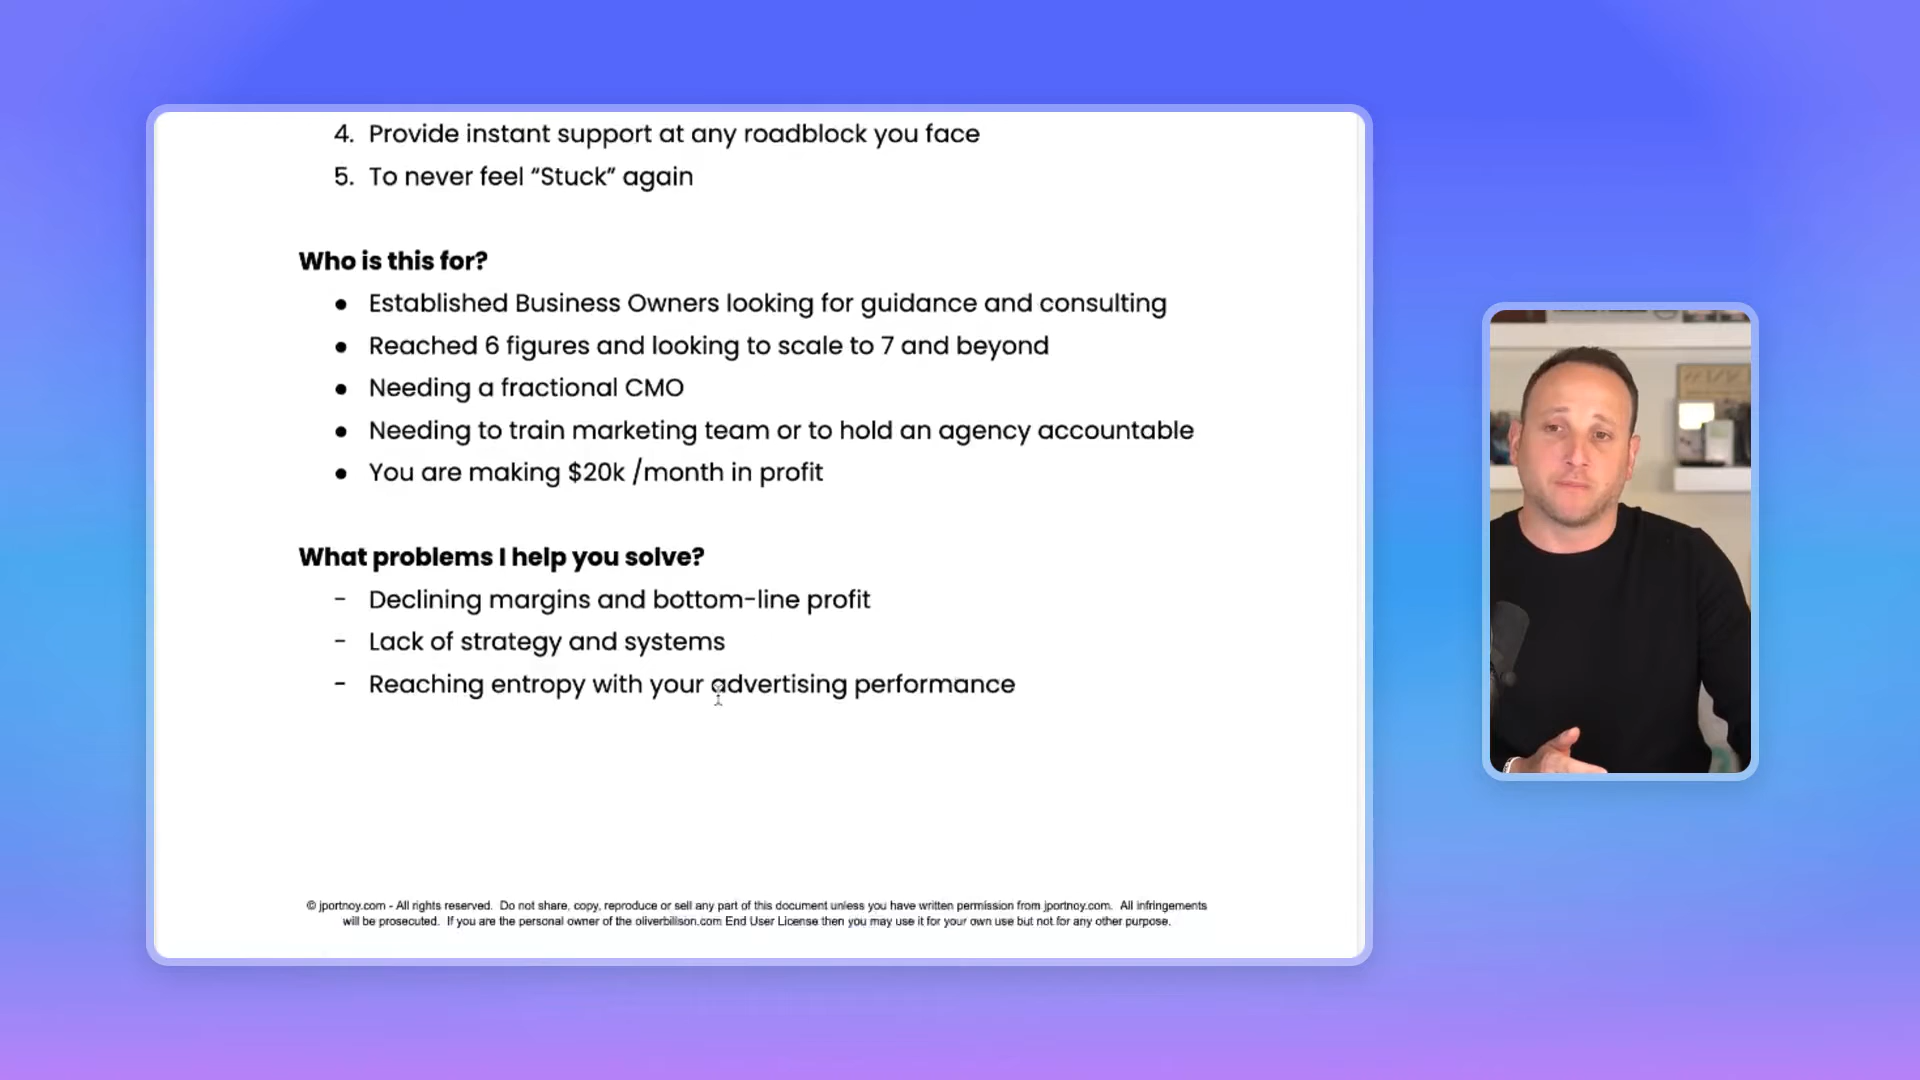 4. Provide instant support at any roadblock you face
5. To never feel “Stuck” again
Who is this for?
● Established Business Owners looking for guidance and consulting
● Reached 6 figures and looking to scale to 7 and beyond
● Needing a fractional CMO
● Needing to train marketing team or to hold an agency accountable
● You are making $20k /month in profit
What problems I help you solve?
- Declining margins and bottom-line profit
- Lack of strategy and systems
- Reaching entropy with your advertising performance
© jportnoy.com - All rights reserved. Do not share, copy, reproduce or sell any part of this document unless you have written permission from jportnoy.com. All infringements
will be prosecuted. If you are the personal owner of the oliverbillson.com End User License then you may use it for your own use but not for any other purpose.